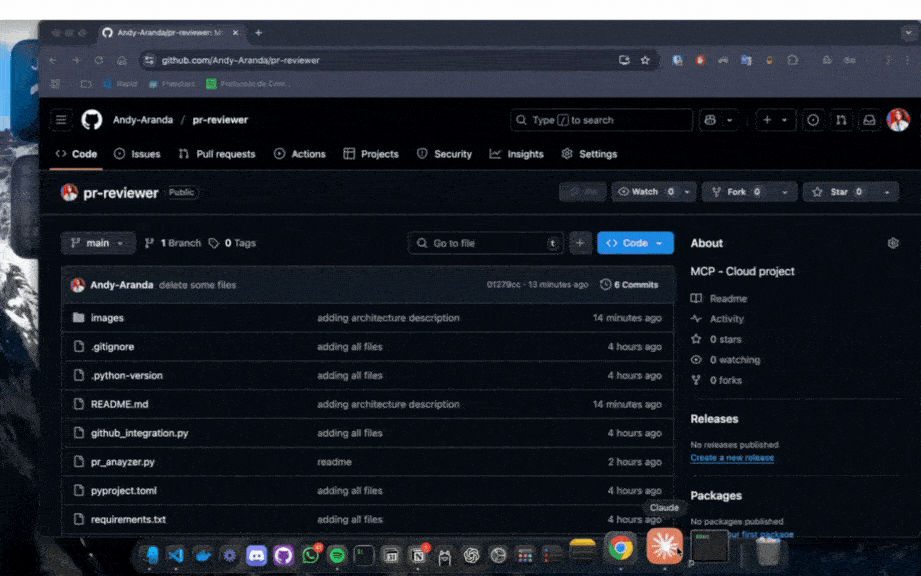 Andy-Aranda/pr-reviewer: M
github.com/Andy-Aranda/pr-reviewer
Andy-Aranda / pr-reviewer
Type / to search
Code Issues Pull requests Actions Projects Security Insights Settings
pr-reviewer Public
Watch 0 Fork 0 Star 0
main 1 Branch 0 Tags
Go to file t
Code
Andy-Aranda delete some files 01279cc · 13 minutes ago 6 Commits
images adding architecture description 14 minutes ago
.gitignore adding all files 4 hours ago
.python-version adding all files 4 hours ago
README.md adding architecture description 14 minutes ago
github_integration.py adding all files 4 hours ago
pr_anayzer.py readme 2 hours ago
pyproject.toml adding all files 4 hours ago
requirements.txt adding all files 4 hours ago
About
MCP - Cloud project
Readme
Activity
0 stars
0 watching
0 forks
Releases
No releases published
Create a new release
Packages
No packages published
your first package
Claude